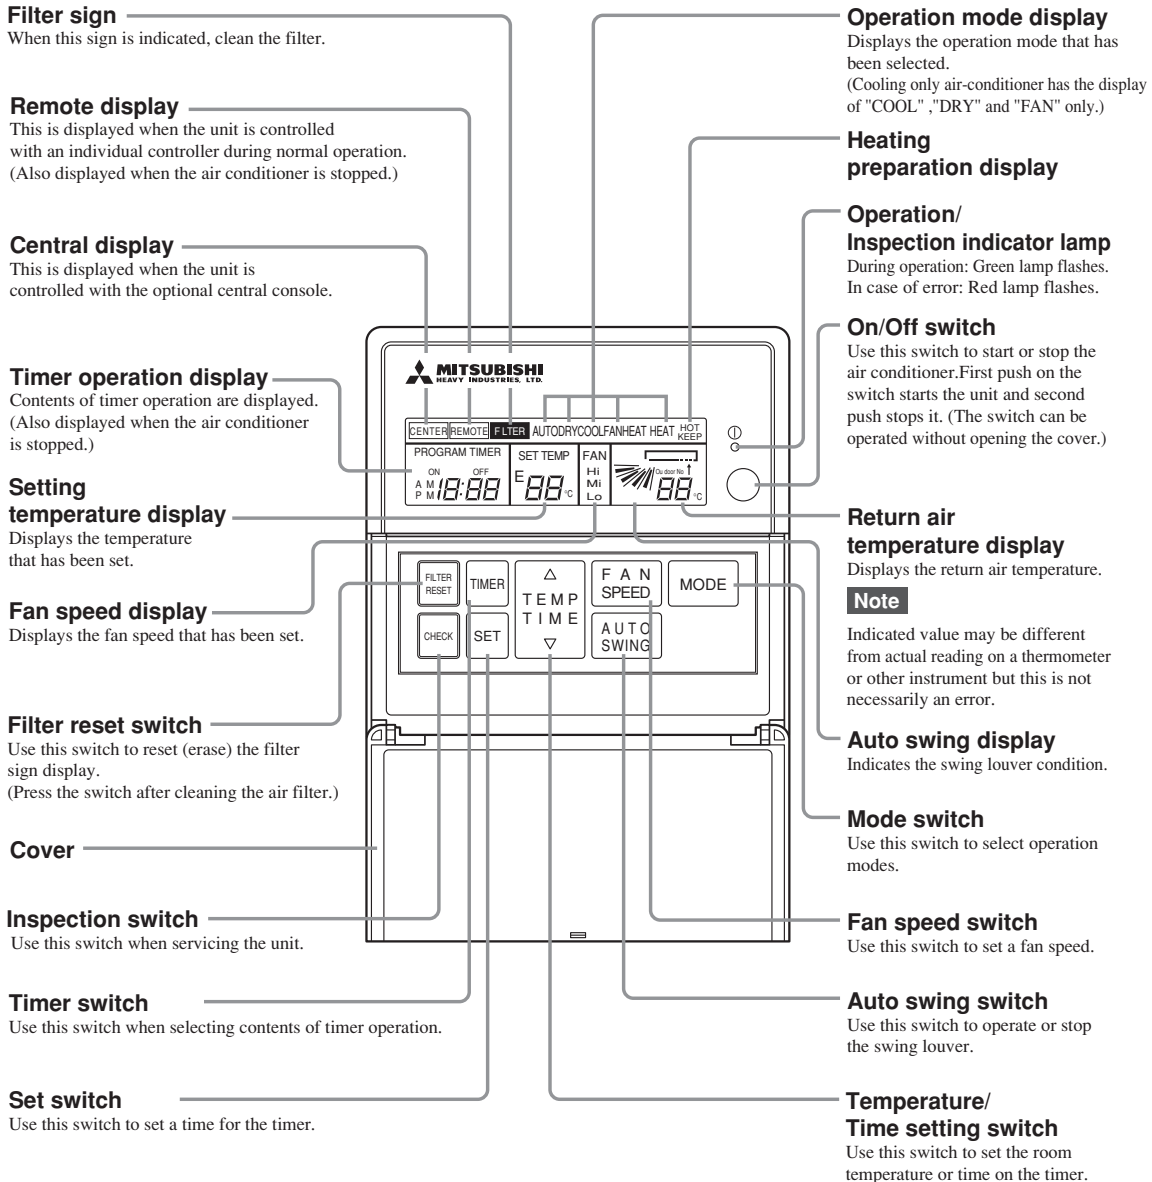 Filter sign
When this sign is indicated, clean the filter.
Remote display
This is displayed when the unit is controlled
with an individual controller during normal operation.
(Also displayed when the air conditioner is stopped.)
Central display
This is displayed when the unit is
controlled with the optional central console.
Timer operation display
Contents of timer operation are displayed.
(Also displayed when the air conditioner
is stopped.)
Setting
temperature display
Displays the temperature
that has been set.
Fan speed display
Displays the fan speed that has been set.
Filter reset switch
Use this switch to reset (erase) the filter
sign display.
(Press the switch after cleaning the air filter.)
Cover
Inspection switch
Use this switch when servicing the unit.
Timer switch
Use this switch when selecting contents of timer operation.
Set switch
Use this switch to set a time for the timer.
MITSUBISHI
HEAVY INDUSTRIES, LTD.
CENTER REMOTE FILTER AUTODRYCOOLFANHEAT HEAT HOT
KEEP
PROGRAM TIMER
ON OFF
A M
P M 18:88
SET TEMP
E 88 °C
FAN
Hi
Mi
Lo
Ou door No ↑
88 °C
FILTER
RESET
TIMER
△
TEMP
TIME
▽
FAN
SPEED
MODE
CHECK
SET
AUTO
SWING
Operation mode display
Displays the operation mode that has
been selected.
(Cooling only air-conditioner has the display
of "COOL" ,"DRY" and "FAN" only.)
Heating
preparation display
Operation/
Inspection indicator lamp
During operation: Green lamp flashes.
In case of error: Red lamp flashes.
On/Off switch
Use this switch to start or stop the
air conditioner.First push on the
switch starts the unit and second
push stops it. (The switch can be
operated without opening the cover.)
Return air
temperature display
Displays the return air temperature.
Note
Indicated value may be different
from actual reading on a thermometer
or other instrument but this is not
necessarily an error.
Auto swing display
Indicates the swing louver condition.
Mode switch
Use this switch to select operation
modes.
Fan speed switch
Use this switch to set a fan speed.
Auto swing switch
Use this switch to operate or stop
the swing louver.
Temperature/
Time setting switch
Use this switch to set the room
temperature or time on the timer.